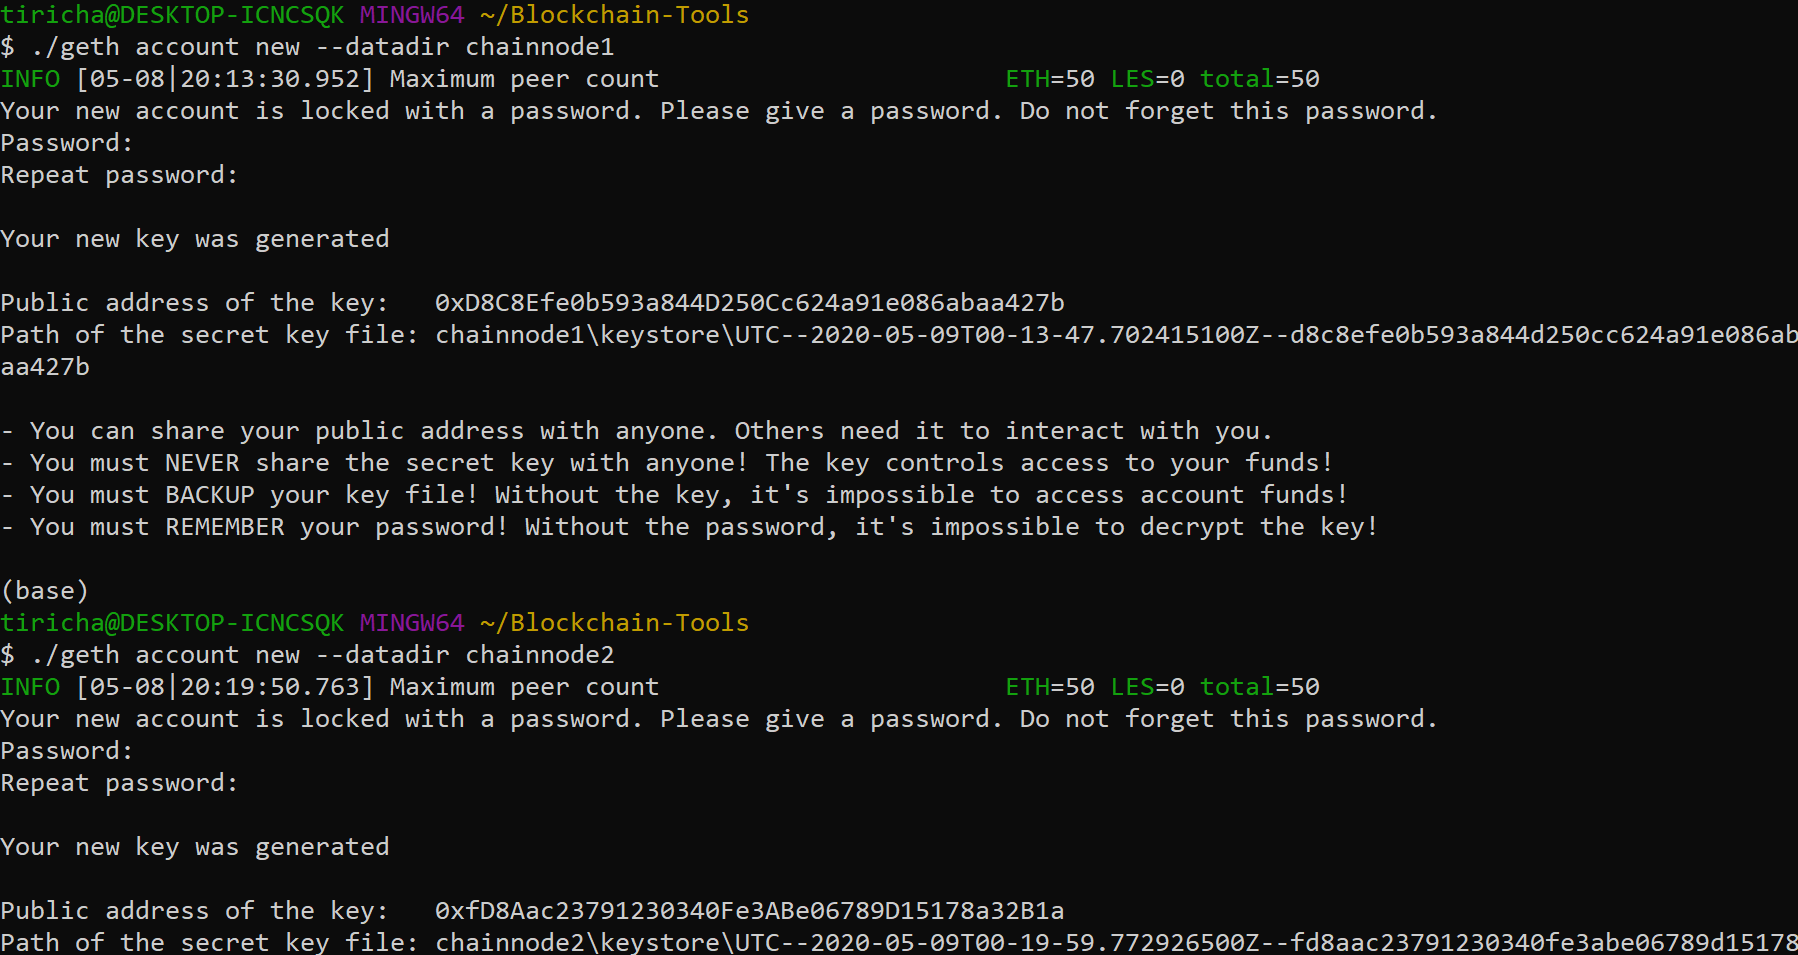 tiricha@DESKTOP-ICNCSQK MINGW64 ~/Blockchain-Tools
$ ./geth account new --datadir chainnode1
INFO [05-08|20:13:30.952] Maximum peer count                       ETH=50 LES=0 total=50
Your new account is locked with a password. Please give a password. Do not forget this password.
Password:
Repeat password:
Your new key was generated
Public address of the key:   0xD8C8Efe0b593a844D250Cc624a91e086abaa427b
Path of the secret key file: chainnode1\keystore\UTC--2020-05-09T00-13-47.702415100Z--d8c8efe0b593a844d250cc624a91e086ab
aa427b
- You can share your public address with anyone. Others need it to interact with you.
- You must NEVER share the secret key with anyone! The key controls access to your funds!
- You must BACKUP your key file! Without the key, it's impossible to access account funds!
- You must REMEMBER your password! Without the password, it's impossible to decrypt the key!
(base)
tiricha@DESKTOP-ICNCSQK MINGW64 ~/Blockchain-Tools
$ ./geth account new --datadir chainnode2
INFO [05-08|20:19:50.763] Maximum peer count                       ETH=50 LES=0 total=50
Your new account is locked with a password. Please give a password. Do not forget this password.
Password:
Repeat password:
Your new key was generated
Public address of the key:   0xfD8Aac23791230340Fe3ABe06789D15178a32B1a
Path of the secret key file: chainnode2\keystore\UTC--2020-05-09T00-19-59.772926500Z--fd8aac23791230340fe3abe06789d15178